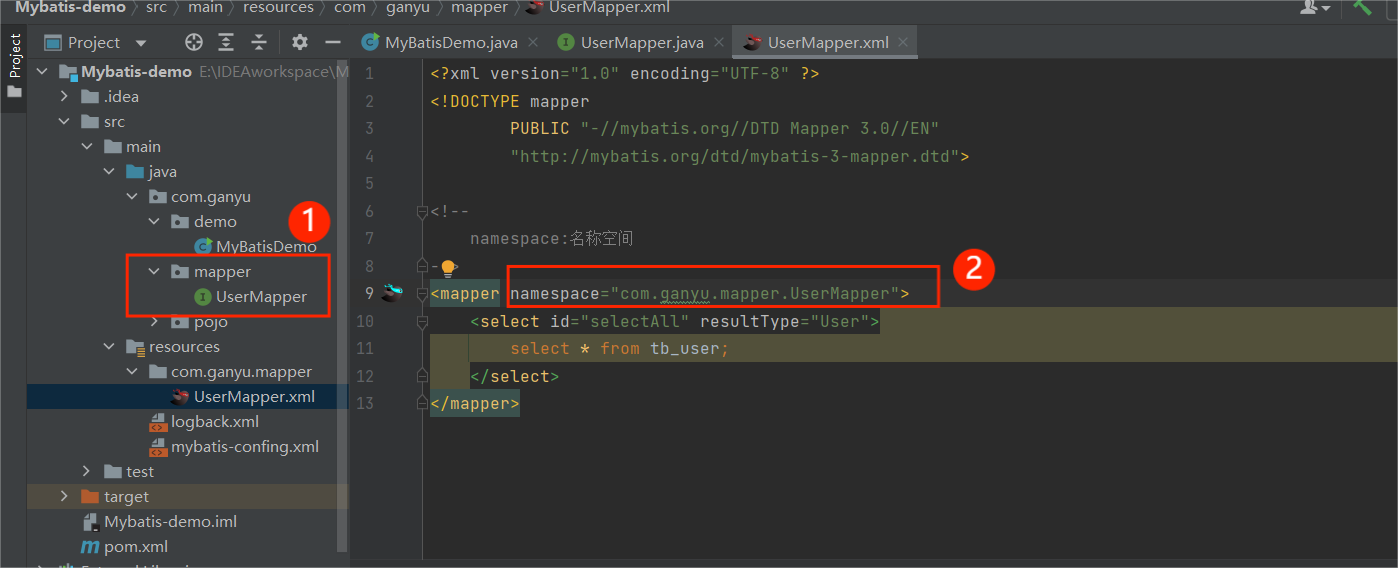 Mybatis-demo › src › main › resources › com › ganyu › mapper › UserMapper.xml
Project
Project
MyBatisDemo.java
UserMapper.java
UserMapper.xml
Mybatis-demo E:\IDEAworkspace\M
.idea
src
main
java
com.ganyu
demo
1
MyBatisDemo
mapper
UserMapper
pojo
resources
com.ganyu.mapper
UserMapper.xml
logback.xml
mybatis-confing.xml
test
target
Mybatis-demo.iml
pom.xml
1 <?xml version="1.0" encoding="UTF-8" ?>
2 <!DOCTYPE mapper
3 PUBLIC "-//mybatis.org//DTD Mapper 3.0//EN"
4 "http://mybatis.org/dtd/mybatis-3-mapper.dtd">
5
6 <!--
7 namespace:名称空间
8 -->
2
9 <mapper namespace="com.ganyu.mapper.UserMapper">
10 <select id="selectAll" resultType="User">
11 select * from tb_user;
12 </select>
13 </mapper>